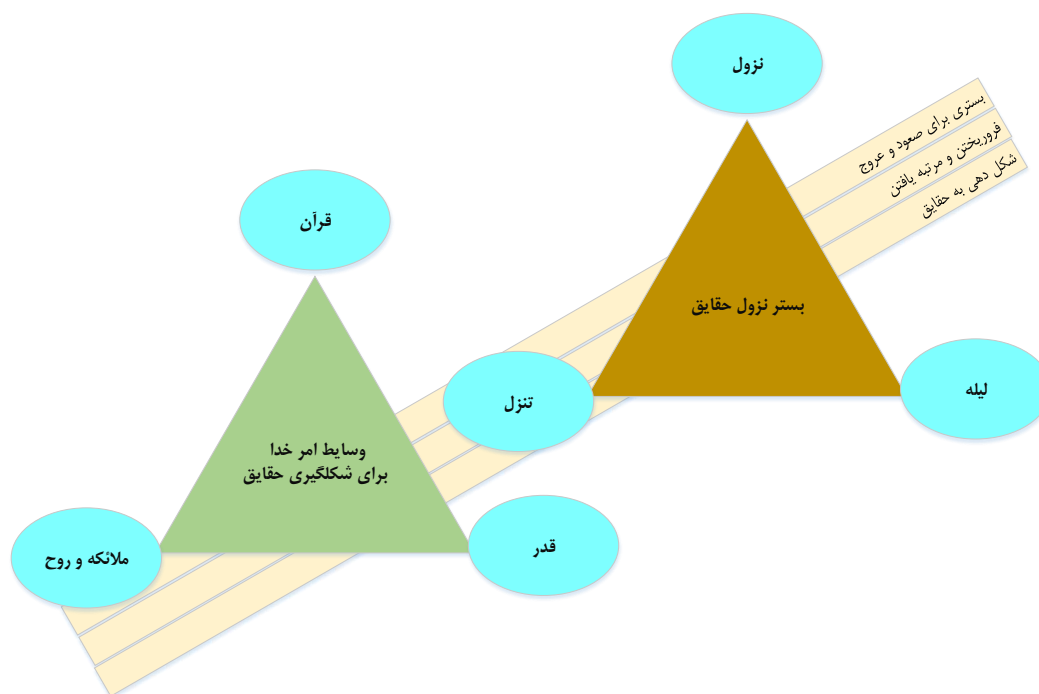 نزول
بستری برای صعود و عروج
فروریختن و مرتبه یافتن
شکل دهی به حقایق
قرآن
بستر نزول حقایق
لیله
تنزل
وسایط امر خدا
برای شکلگیری حقایق
قدر
ملائکه و روح